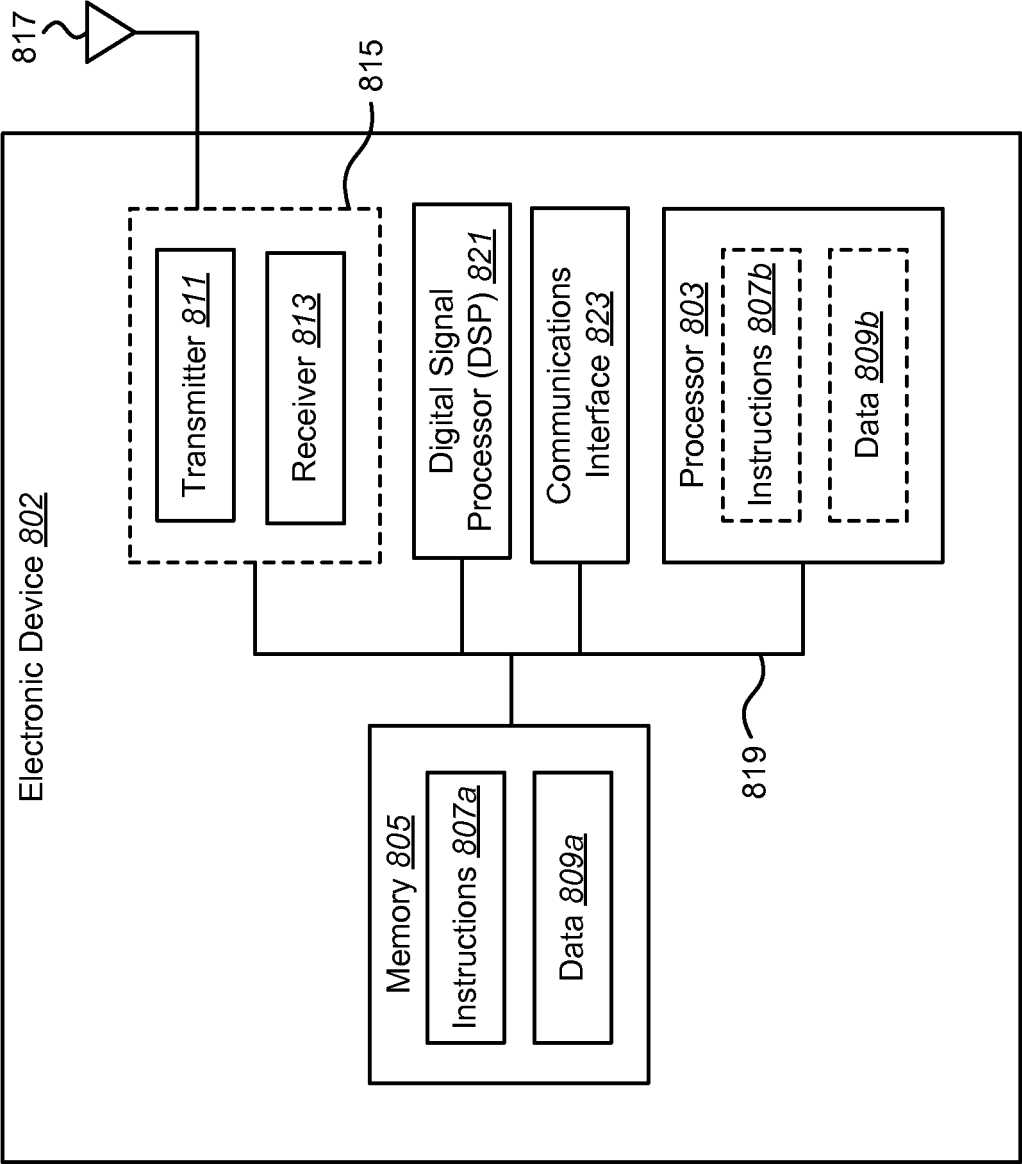 Electronic Device 802
817
815
Transmitter 811
Receiver 813
Digital Signal
Processor (DSP) 821
Communications
Interface 823
Processor 803
Instructions 807b
Data 809b
Memory 805
Instructions 807a
Data 809a
819